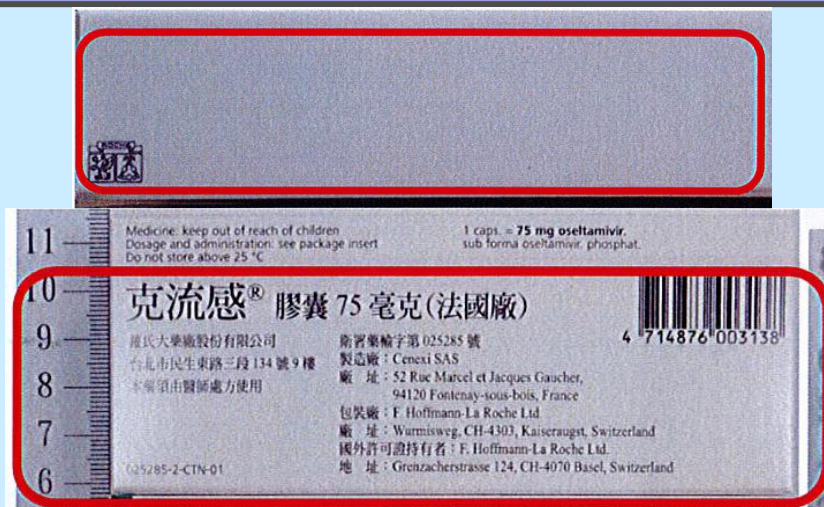 ROCHE
11
Medicine: keep out of reach of children
Dosage and administration: see package insert
Do not store above 25 °C
1 caps. = 75 mg oseltamivir.
sub forma oseltamivir. phosphat.
10
克流感® 膠囊 75 毫克(法國廠)
4 714876 003138
9
羅氏大藥廠股份有限公司
台北市民生東路三段 134 號 9 樓
本藥須由醫師處方使用
衛署藥輸字第 025285 號
製造廠:Cenexi SAS
廠 址:52 Rue Marcel et Jacques Gaucher,
94120 Fontenay-sous-bois, France
8
包裝廠:F. Hoffmann-La Roche Ltd
廠 址:Wurmisweg, CH-4303, Kaiseraugst, Switzerland
7
國外許可證持有者:F. Hoffmann-La Roche Ltd.
地 址:Grenzacherstrasse 124, CH-4070 Basel, Switzerland
025285-2-CTN-01
6